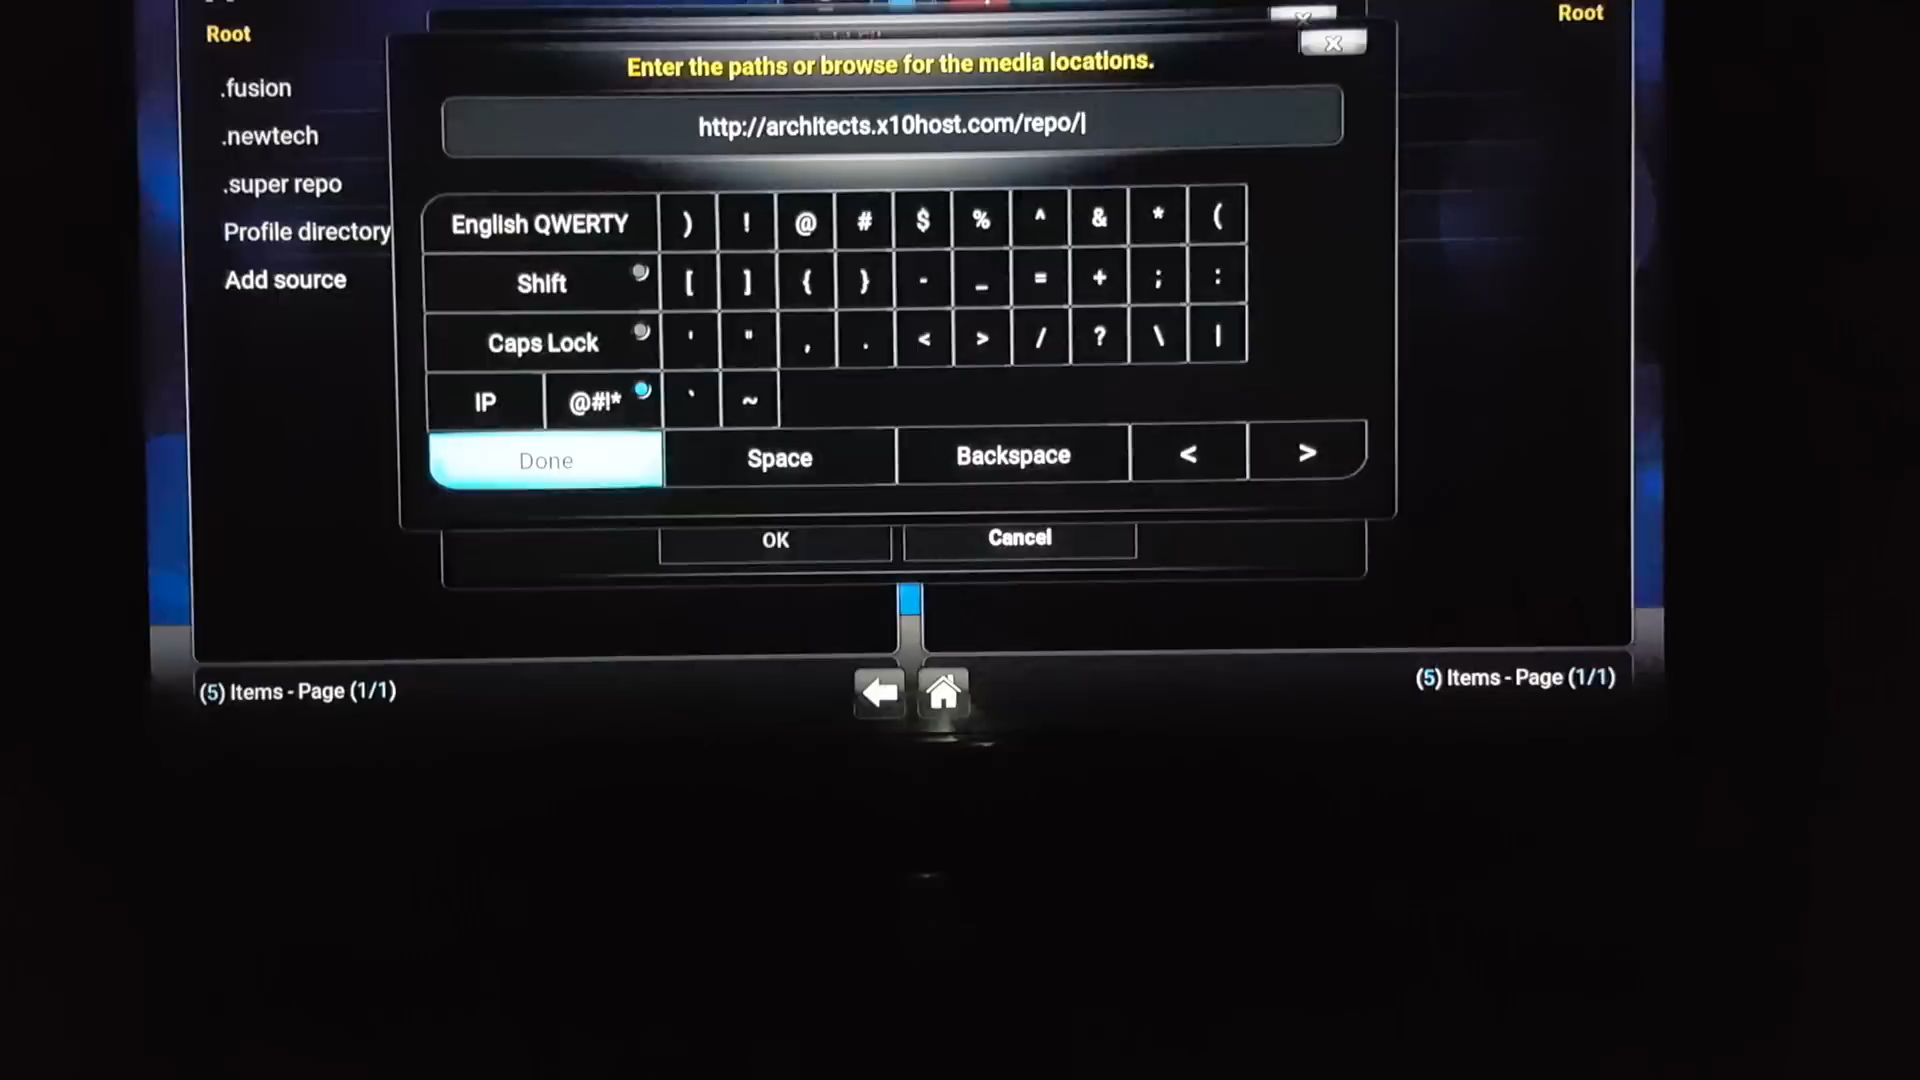 Root
Root
Enter the paths or browse for the media locations.
.fusion
http://architects.x10host.com/repo/
.newtech
.super repo
English QWERTY ) ! @ # $ % ^ & * (
Profile directory
Shift [ ] { } - _ = + ; :
Add source
Caps Lock ' " , . < > / ? \ |
IP @#!* ` ~
Done Space Backspace < >
OK Cancel
(5) Items - Page (1/1)
(5) Items - Page (1/1)